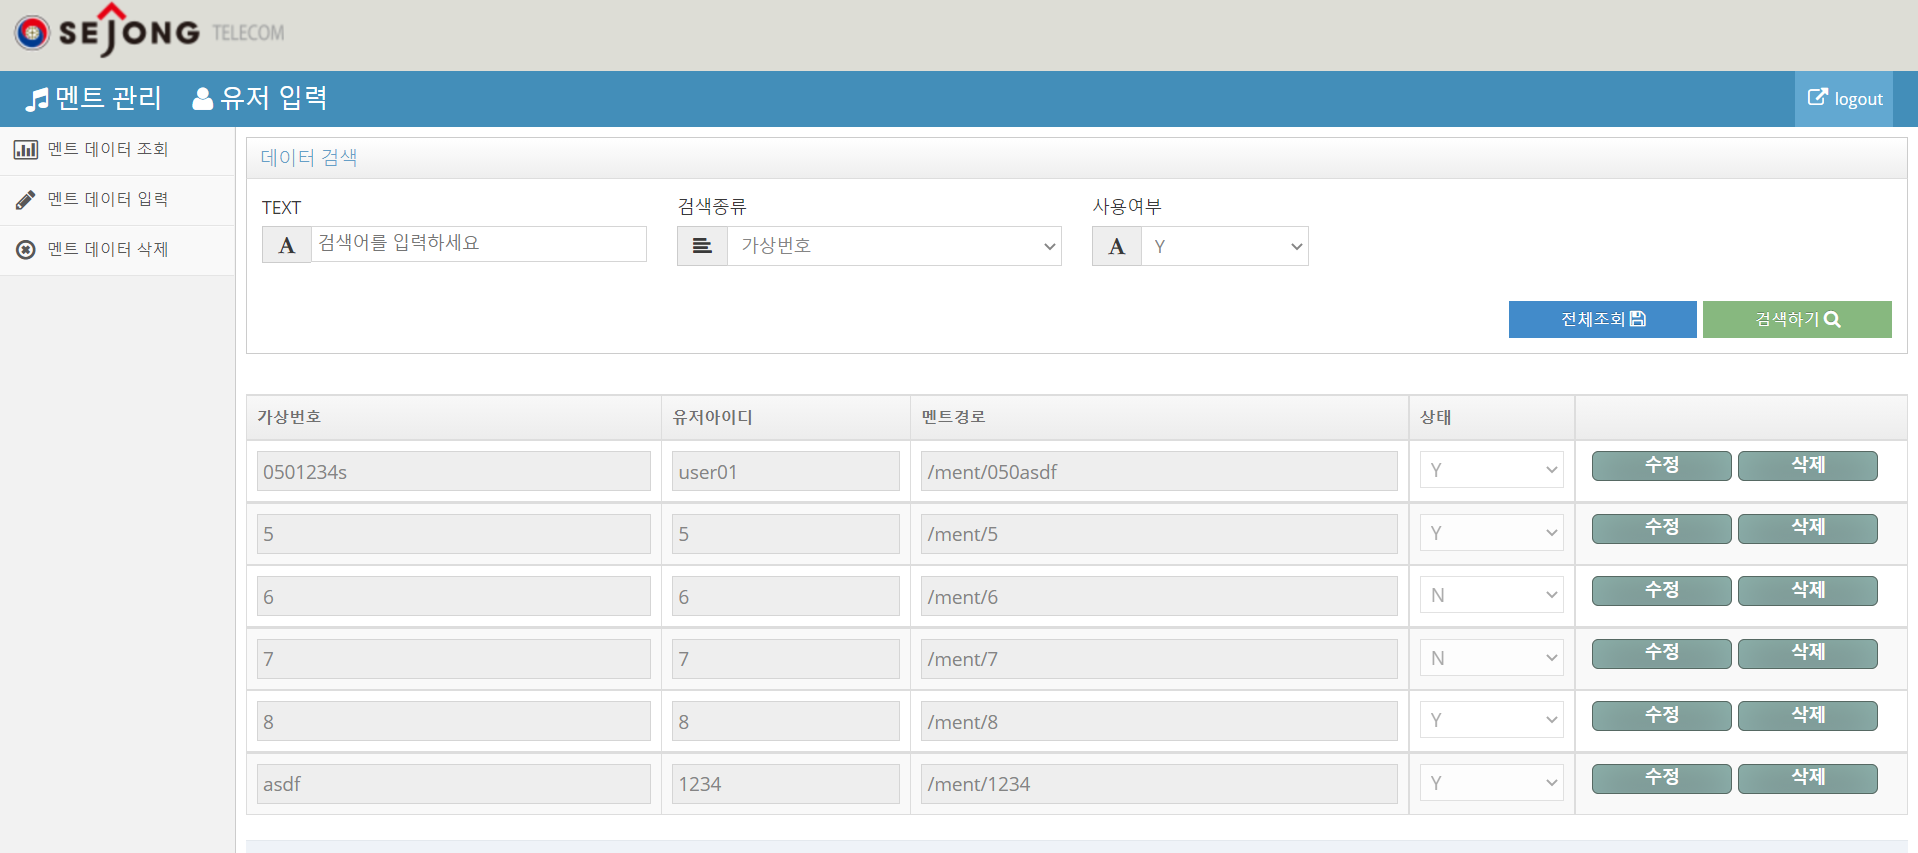 SEJONG TELECOM
멘트 관리 유저 입력 logout
멘트 데이터 조회
멘트 데이터 입력
멘트 데이터 삭제
데이터 검색
TEXT 검색종류 사용여부
A 검색어를 입력하세요 가상번호 A Y
전체조회 검색하기
가상번호 유저아이디 멘트경로 상태
0501234s user01 /ment/050asdf Y 수정 삭제
5 5 /ment/5 Y 수정 삭제
6 6 /ment/6 N 수정 삭제
7 7 /ment/7 N 수정 삭제
8 8 /ment/8 Y 수정 삭제
asdf 1234 /ment/1234 Y 수정 삭제